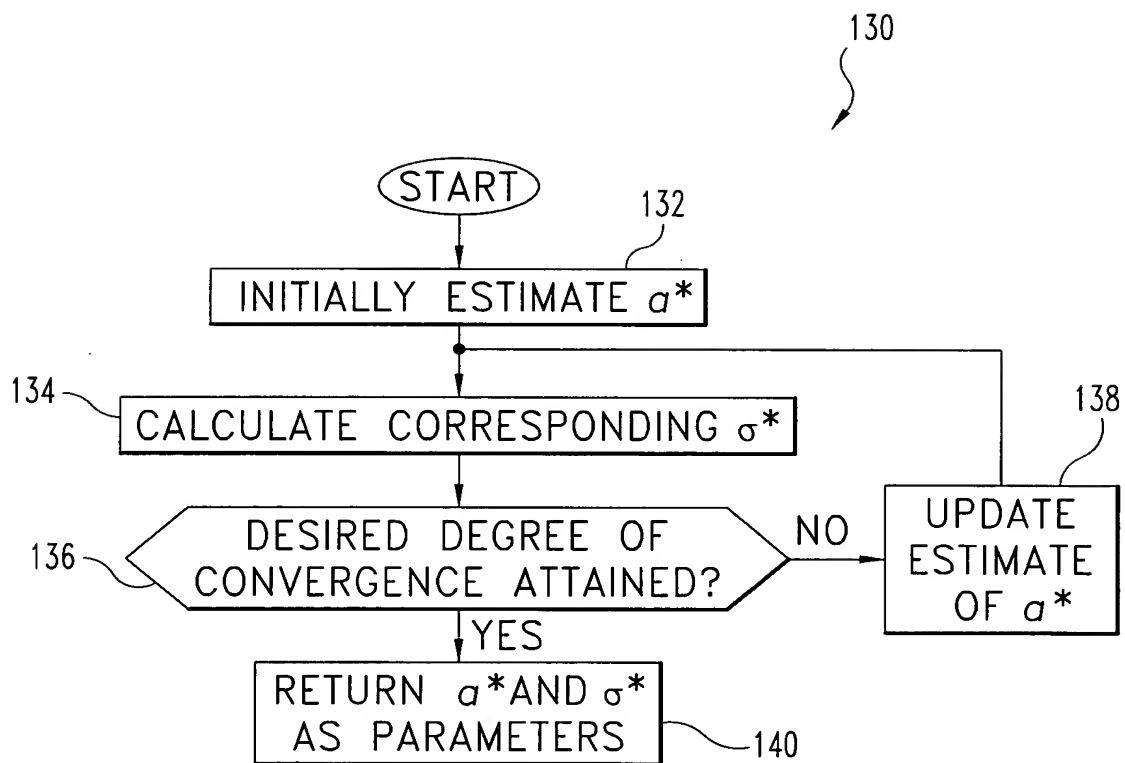 130
START
132
INITIALLY ESTIMATE a*
134
CALCULATE CORRESPONDING σ*
138
136
DESIRED DEGREE OF
CONVERGENCE ATTAINED?
NO
UPDATE
ESTIMATE
OF a*
YES
RETURN a* AND σ*
AS PARAMETERS
140